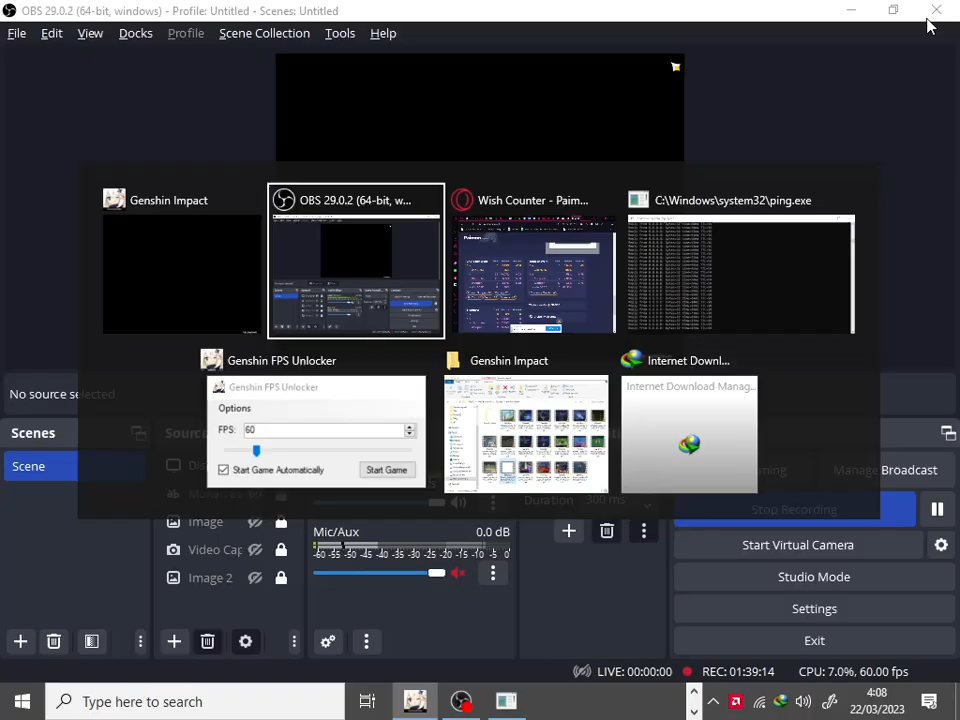 OBS 29.0.2 (64-bit, windows) - Profile: Untitled - Scenes: Untitled
File Edit View Docks Profile Scene Collection Tools Help
Genshin Impact
OBS 29.0.2 (64-bit, w...
Wish Counter - Paim...
C:\Windows\system32\ping.exe
Genshin FPS Unlocker
Genshin Impact
Internet Downl...
Genshin FPS Unlocker
Options
FPS: 60
Start Game Automatically Start Game
Internet Download Manag...
No source selected
Scenes
Scene
Image
Video Cap
Image 2
Mic/Aux 0.0 dB
-60 -55 -50 -45 -40 -35 -30 -25 -20 -15 -10 -5 0
Duration 300 ms
Manage Broadcast
Stop Recording
Start Virtual Camera
Studio Mode
Settings
Exit
LIVE: 00:00:00 REC: 01:39:14 CPU: 7.0%, 60.00 fps
Type here to search
4:08
22/03/2023